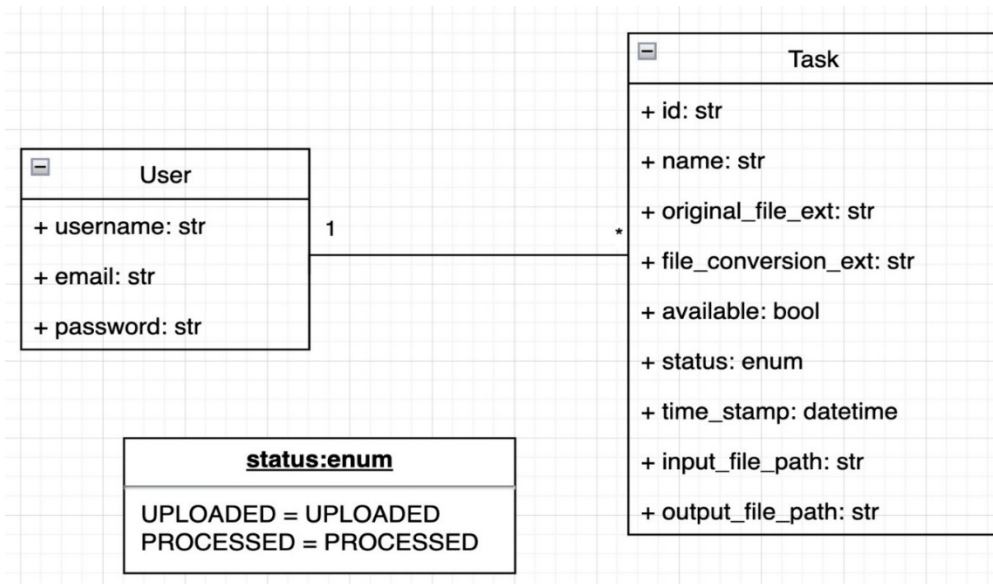 User
+ username: str
+ email: str
+ password: str
1
*
Task
+ id: str
+ name: str
+ original_file_ext: str
+ file_conversion_ext: str
+ available: bool
+ status: enum
+ time_stamp: datetime
+ input_file_path: str
+ output_file_path: str
status:enum
UPLOADED = UPLOADED
PROCESSED = PROCESSED